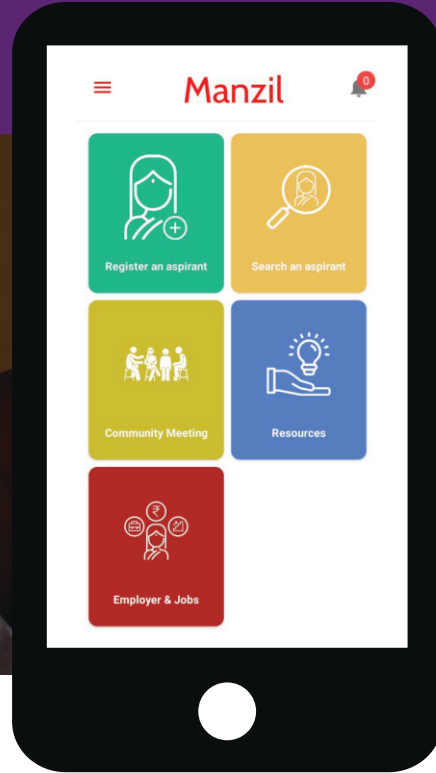 Manzil
0
Register an aspirant
Search an aspirant
Community Meeting
Resources
₹
Employer & Jobs